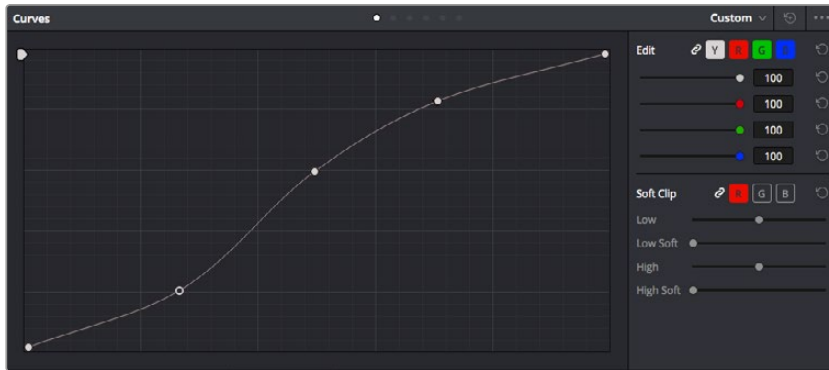 Curves
Custom
Edit
Y R G B
100
100
100
100
Soft Clip
R G B
Low
Low Soft
High
High Soft